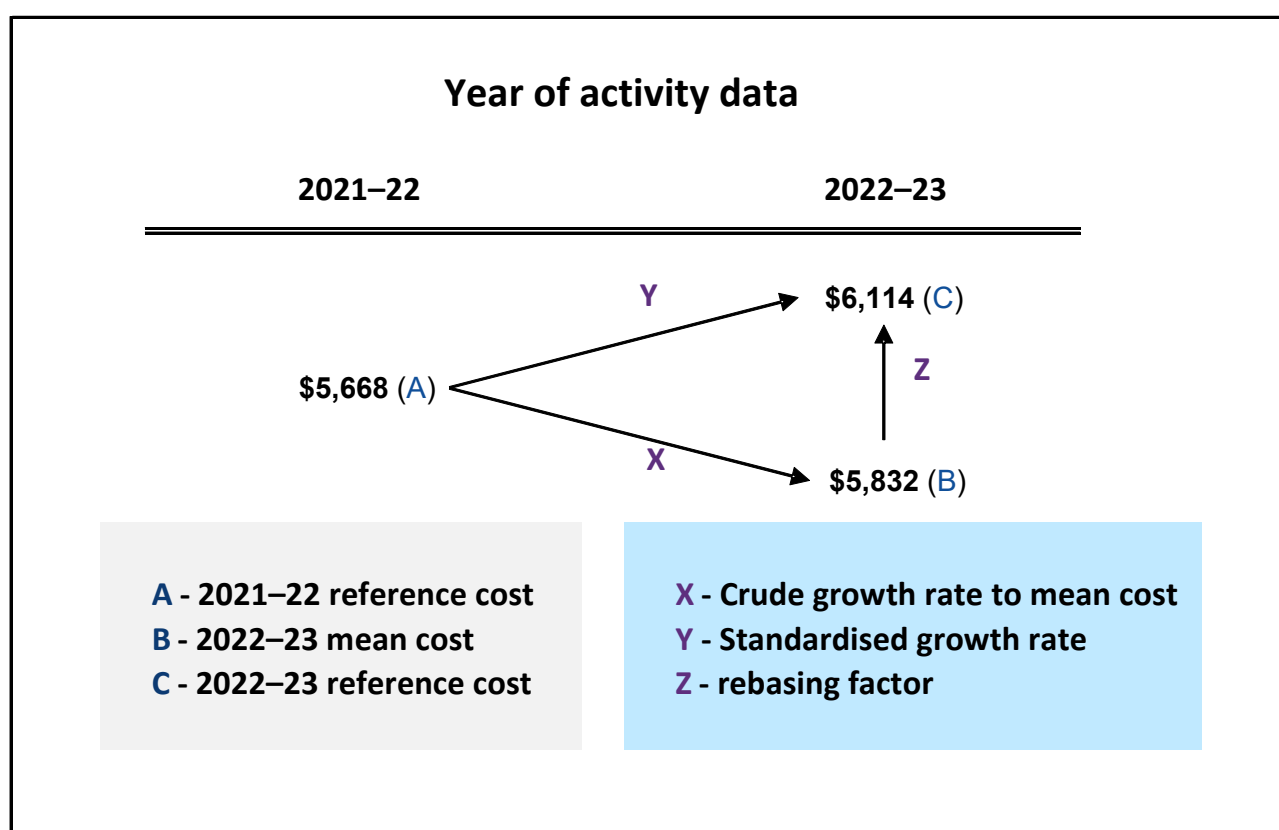 Year of activity data
2021–22 2022–23
Y
$6,114 (C)
Z
$5,668 (A)
X
$5,832 (B)
A - 2021–22 reference cost
B - 2022–23 mean cost
C - 2022–23 reference cost
X - Crude growth rate to mean cost
Y - Standardised growth rate
Z - rebasing factor